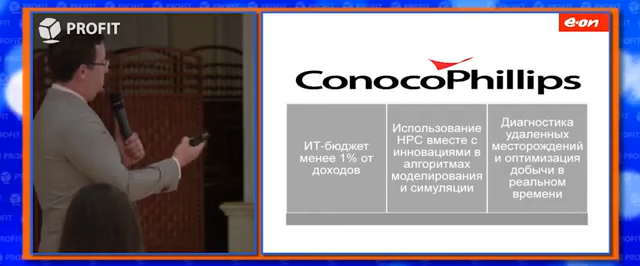 PROFIT
e·on
ConocoPhillips
ИТ-бюджет
менее 1% от
доходов
Использование
HPC вместе с
инновациями в
алгоритмах
моделирования
и симуляции
Диагностика
удаленных
месторождений
и оптимизация
добычи в
реальном
времени